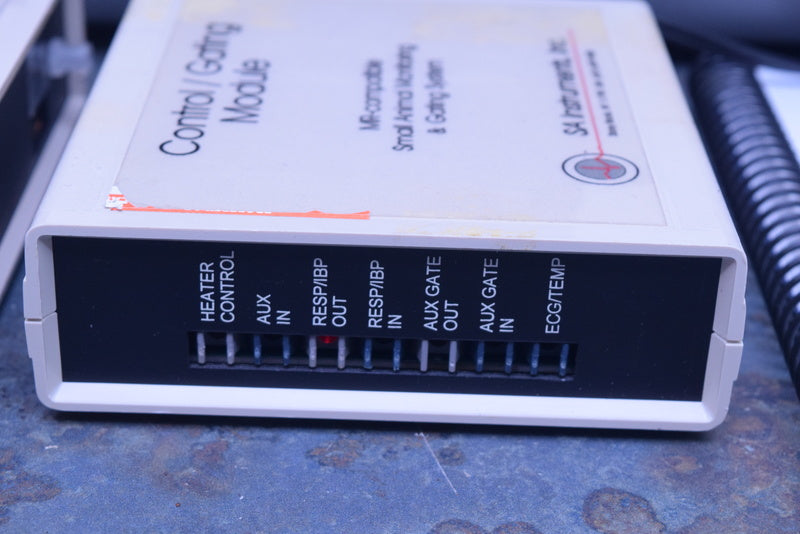 Control / Gating
Module
MR-compatible
Small Animal Monitoring
& Gating System
SA Instruments, Inc.
HEATER
CONTROL
AUX
IN
RESP/IBP
OUT
RESP/IBP
IN
AUX GATE
OUT
AUX GATE
IN
ECG/TEMP